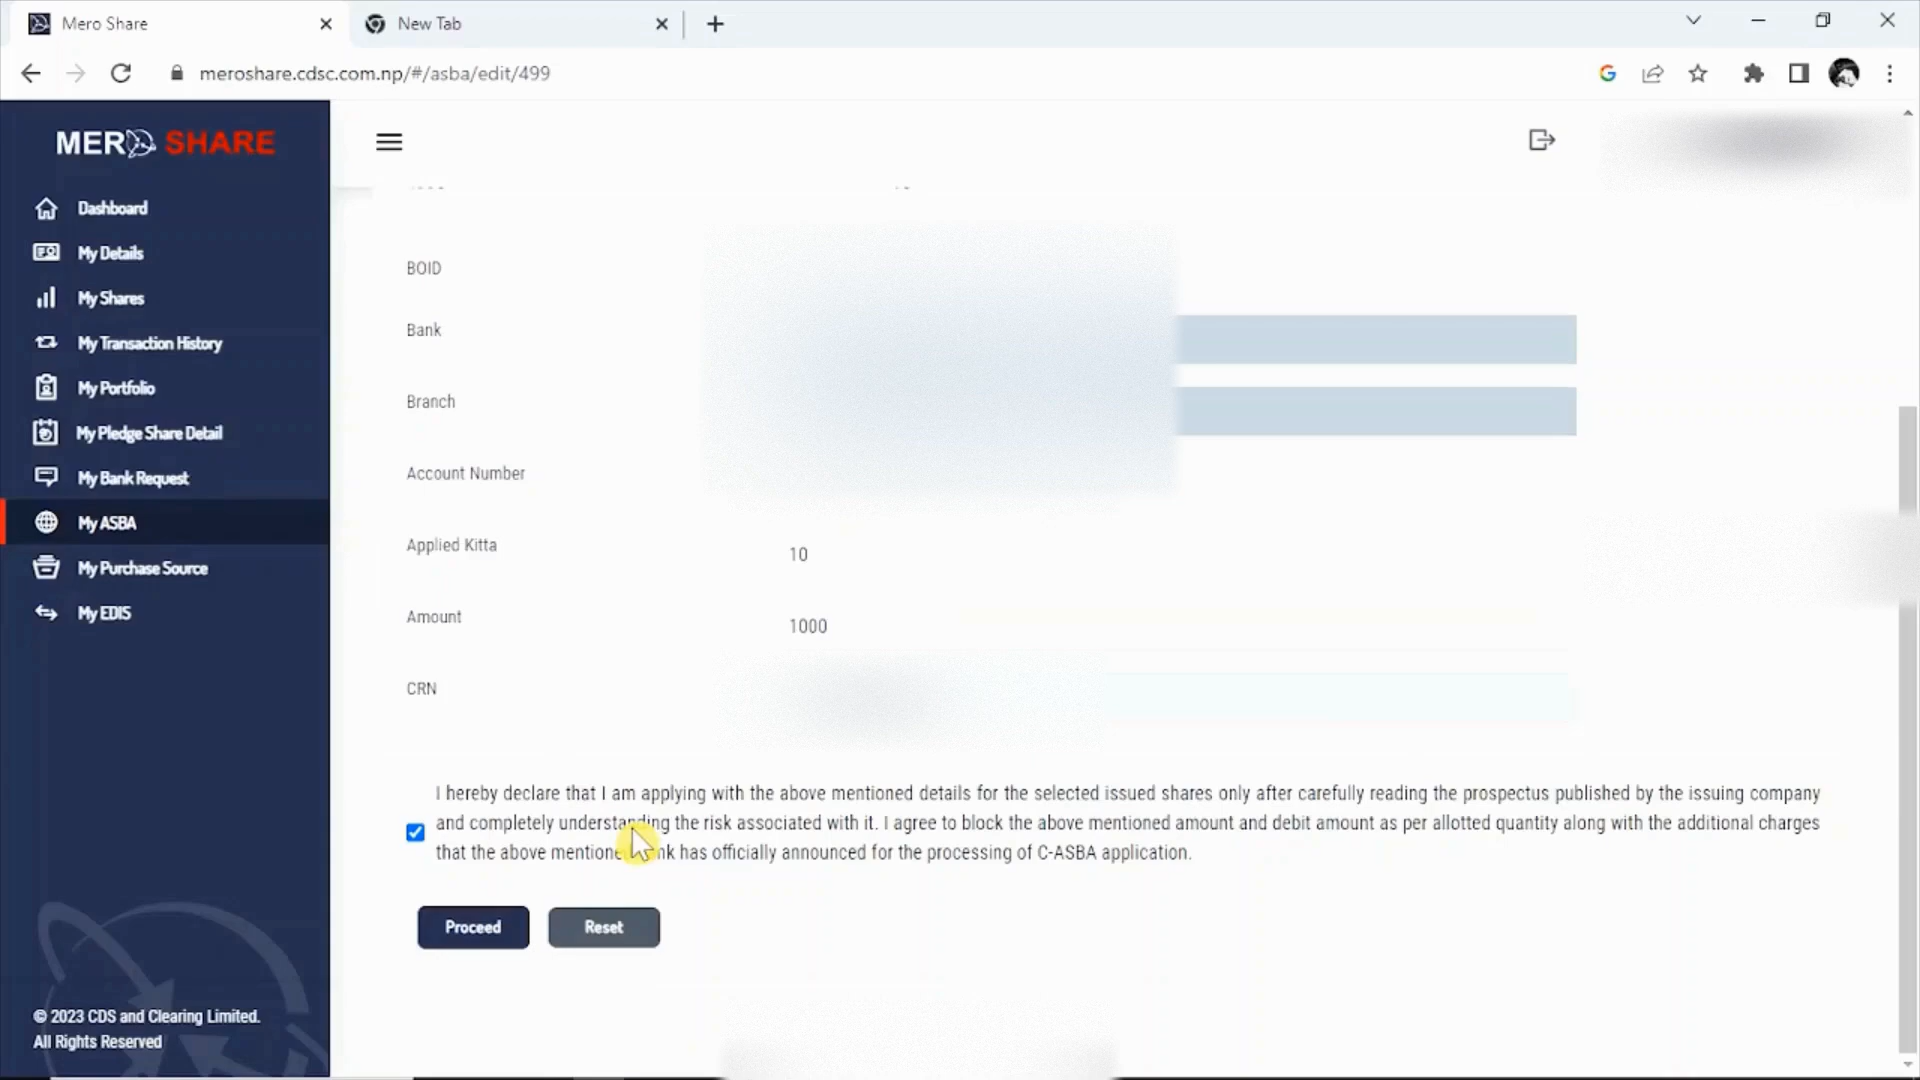 Mero Share
New Tab
meroshare.cdsc.com.np/#/asba/edit/499
MERO SHARE
Dashboard
My Details
My Shares
My Transaction History
My Portfolio
My Pledge Share Detail
My Bank Request
My ASBA
My Purchase Source
My EDIS
© 2023 CDS and Clearing Limited.
All Rights Reserved
BOID
Bank
Branch
Account Number
Applied Kitta
10
Amount
1000
CRN
I hereby declare that I am applying with the above mentioned details for the selected issued shares only after carefully reading the prospectus published by the issuing company
and completely understanding the risk associated with it. I agree to block the above mentioned amount and debit amount as per allotted quantity along with the additional charges
that the above mentioned has officially announced for the processing of C-ASBA application.
Proceed
Reset